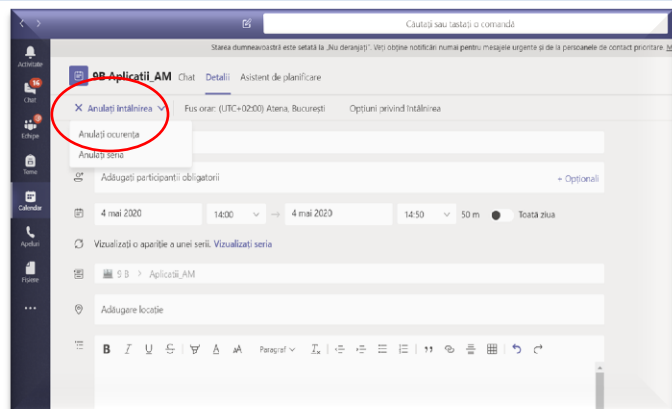 Căutați sau tastați o comandă
Starea dumneavoastră este setată la „Nu deranjați”. Veți obține notificări numai pentru mesajele urgente și de la persoanele de contact prioritare. M
Activitate
16
Chat
Echipe
Teme
Calendar
Apeluri
Fișiere
9B Aplicatii_AM Chat Detalii Asistent de planificare
Anulați întâlnirea Fus orar: (UTC+02:00) Atena, București Opțiuni privind întâlnirea
Anulați ocurența
Anulați seria
Adăugați participanții obligatorii + Opționali
4 mai 2020 14:00 → 4 mai 2020 14:50 50 m Toată ziua
Vizualizați o apariție a unei serii. Vizualizați seria
9 B > Aplicatii_AM
Adăugare locație
B I U S A AA Paragraf